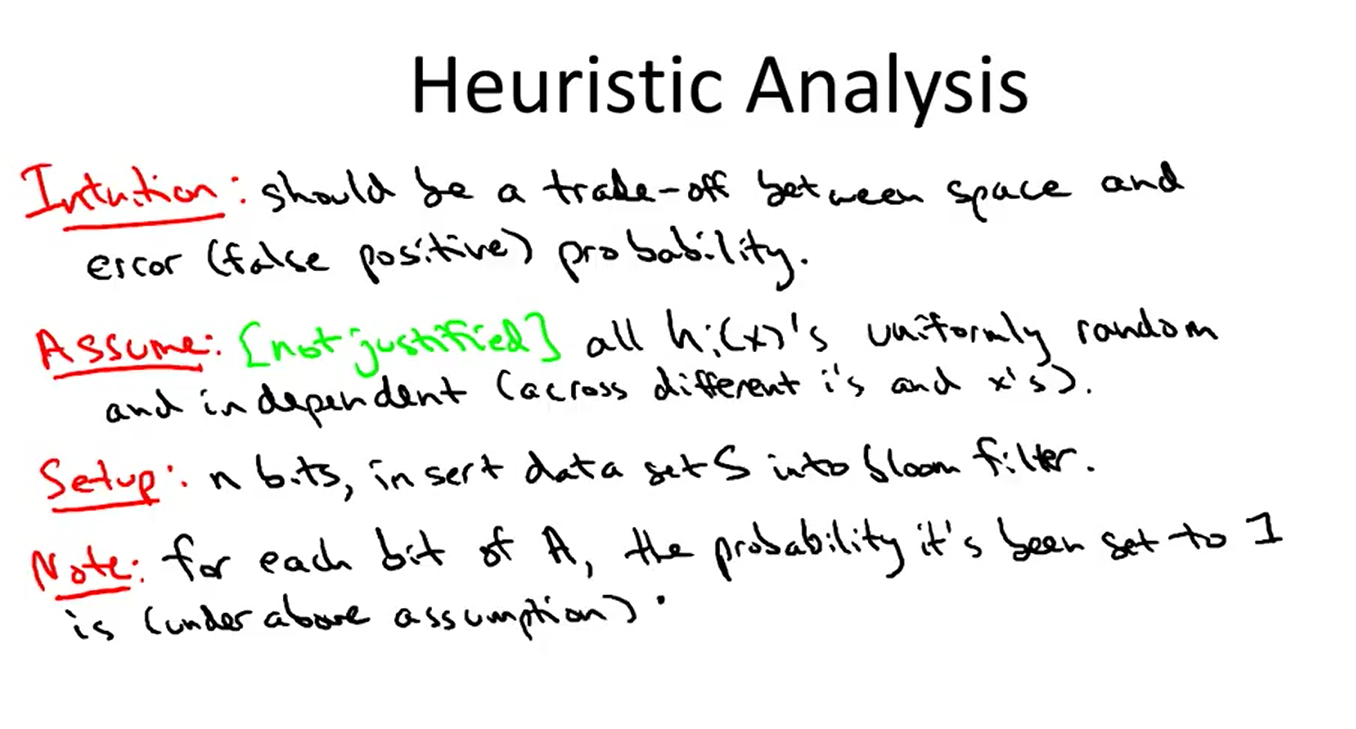 Heuristic Analysis
Intuition: should be a trade-off between space and
error (false positive) probability.
Assume: [not justified] all hi(x)'s uniformly random
and independent (across different i's and x's).
Setup: n bits, insert data set S into bloom filter.
Note: for each bit of A, the probability it's been set to 1
is (under above assumption)